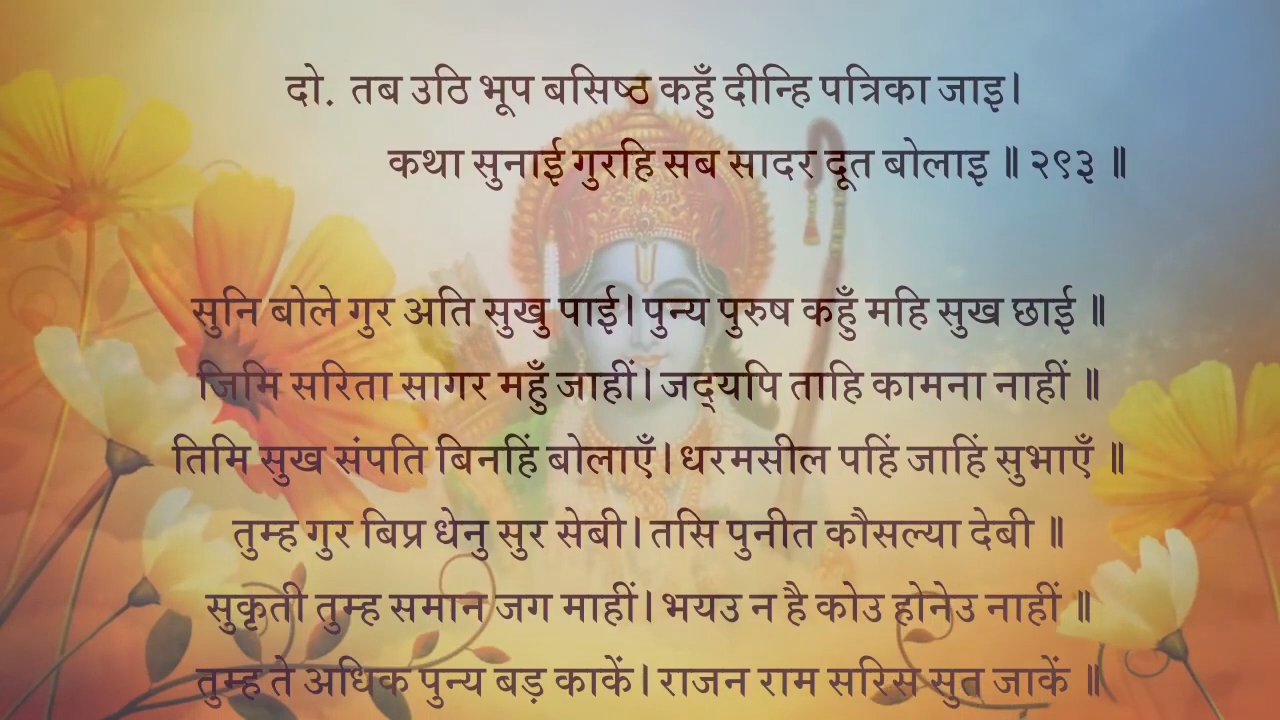 दो. तब उठि भूप बसिष्ठ कहुँ दीन्हि पत्रिका जाइ।
कथा सुनाई गुरहि सब सादर दूत बोलाइ ॥ २९३ ॥
सुनि बोले गुर अति सुखु पाई। पुन्य पुरुष कहुँ महि सुख छाई ॥
जिमि सरिता सागर महुँ जाहीं। जद्यपि ताहि कामना नाहीं ॥
तिमि सुख संपति बिनहिं बोलाएँ। धरमसील पहिं जाहिं सुभाएँ ॥
तुम्ह गुर बिप्र धेनु सुर सेबी। तसि पुनीत कौसल्या देबी ॥
सुकृती तुम्ह समान जग माहीं। भयउ न है कोउ होनेउ नाहीं ॥
तुम्ह ते अधिक पुन्य बड़ काकें। राजन राम सरिस सुत जाकें ॥